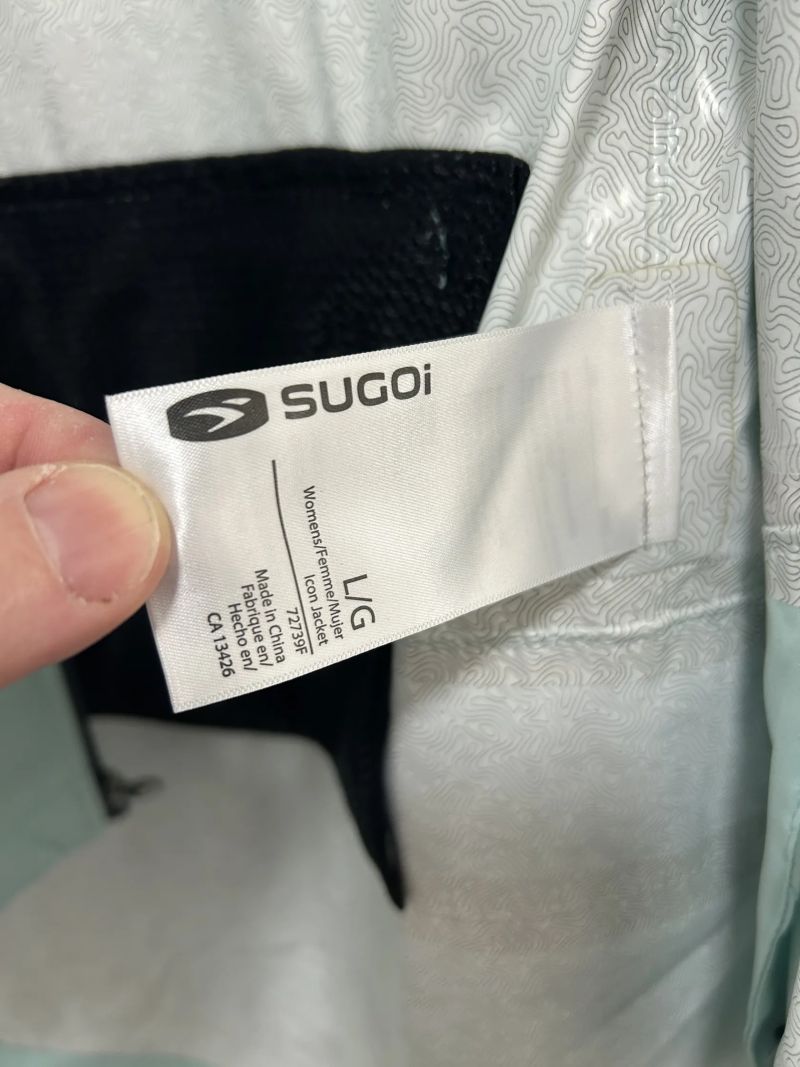 SUGOi
L/G
Womens/Femme/Mujer
Icon Jacket
72739F
Made in China
Fabrique en/
Hecho en/
CA 13426